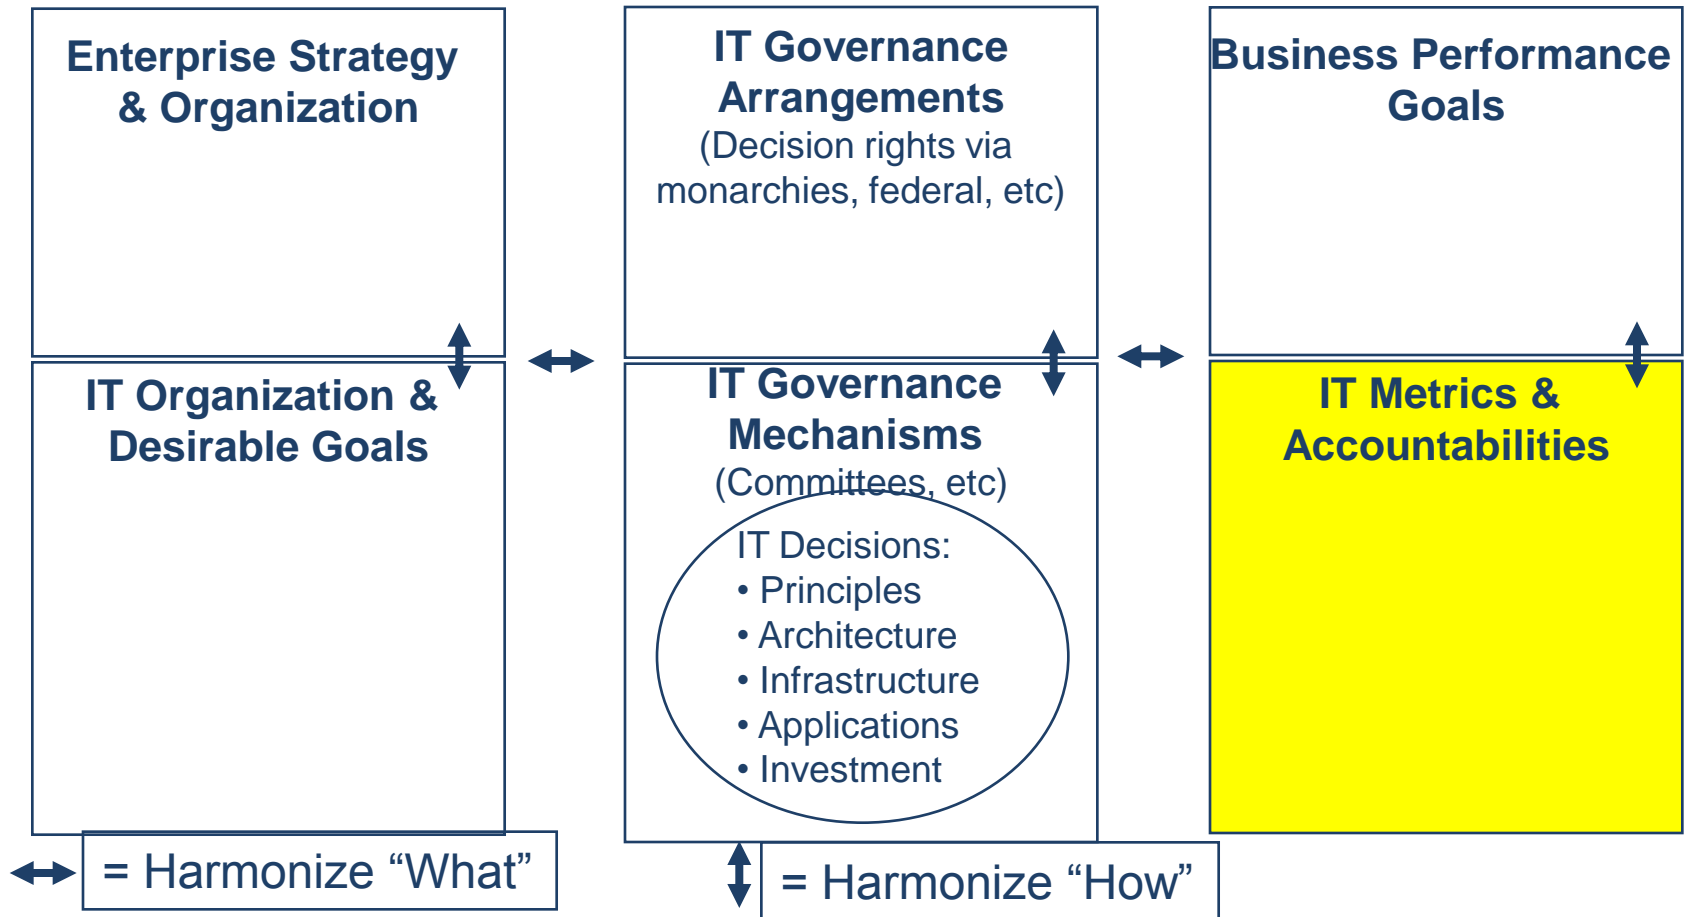 Enterprise Strategy
& Organization
IT Governance
Arrangements
(Decision rights via
monarchies, federal, etc)
Business Performance
Goals
IT Organization &
Desirable Goals
IT Governance
Mechanisms
(Committees, etc)
IT Decisions:
• Principles
• Architecture
• Infrastructure
• Applications
• Investment
IT Metrics &
Accountabilities
= Harmonize “What”
= Harmonize “How”